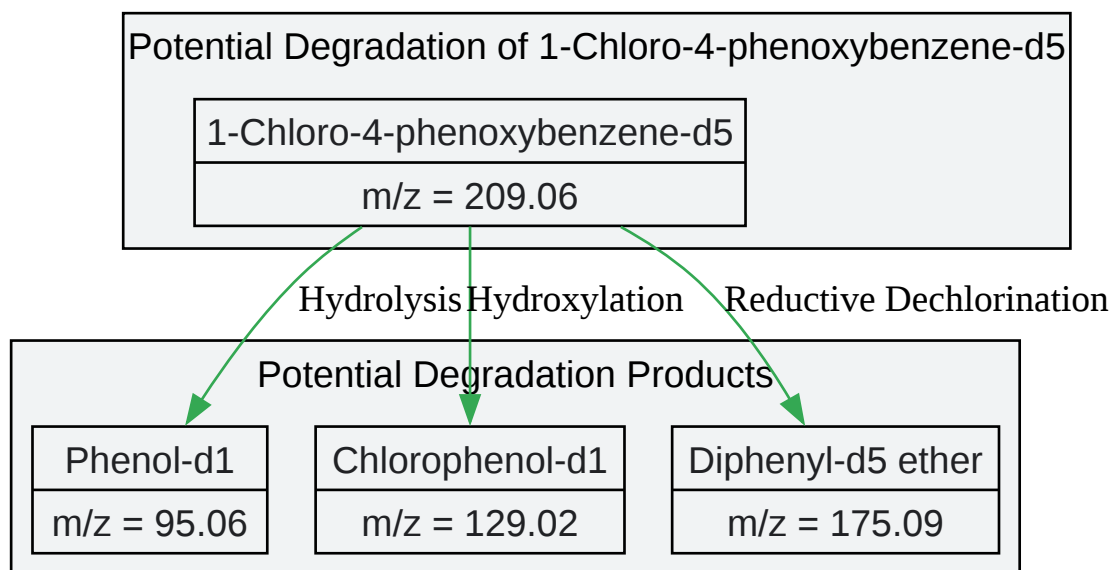 Potential Degradation of 1-Chloro-4-phenoxybenzene-d5
1-Chloro-4-phenoxybenzene-d5
m/z = 209.06
Hydrolysis
Hydroxylation
Reductive Dechlorination
Potential Degradation Products
Phenol-d1
m/z = 95.06
Chlorophenol-d1
m/z = 129.02
Diphenyl-d5 ether
m/z = 175.09